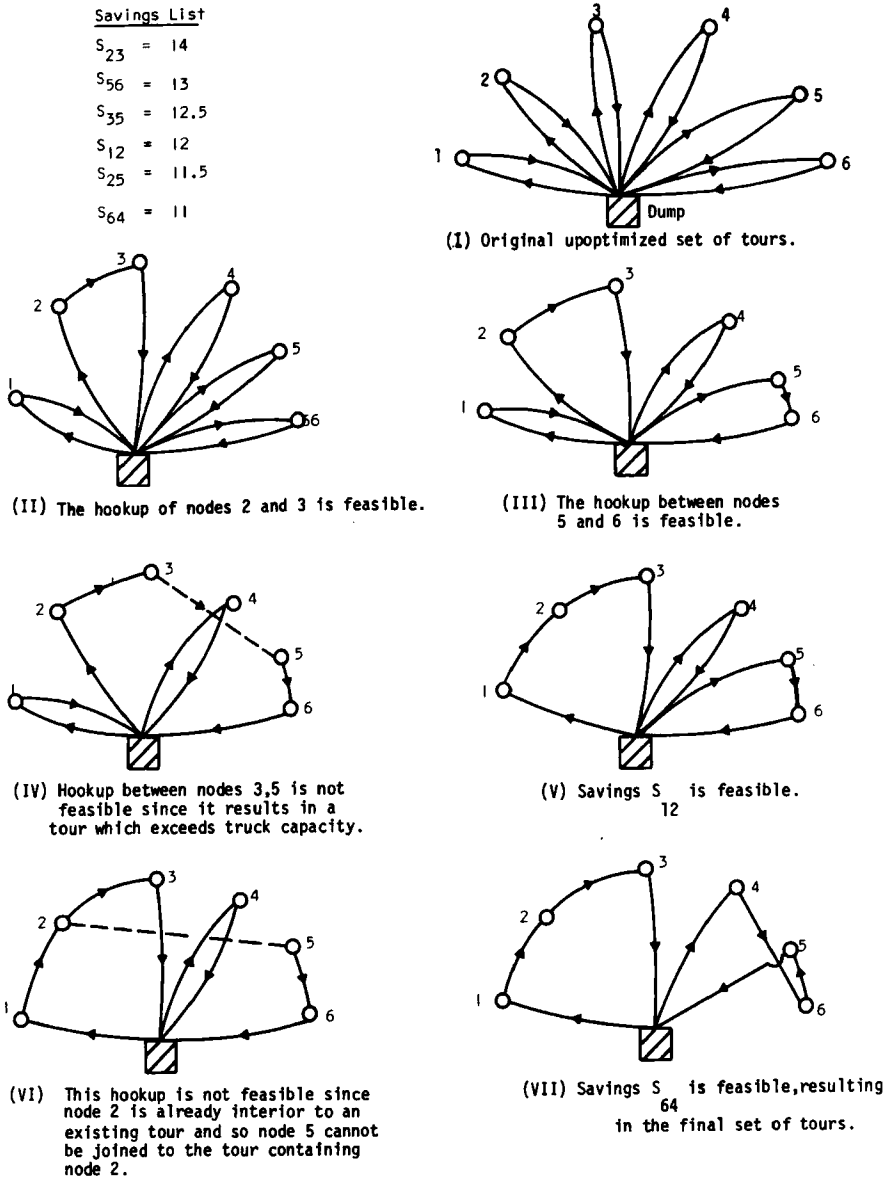 Savings List
S23 = 14
S56 = 13
S35 = 12.5
S12 = 12
S25 = 11.5
S64 = 11
1
2
3
4
5
6
Dump
(I) Original upoptimized set of tours.
1
2
3
4
5
56
(II) The hookup of nodes 2 and 3 is feasible.
1
2
3
4
5
6
(III) The hookup between nodes
5 and 6 is feasible.
1
2
3
4
5
6
(IV) Hookup between nodes 3,5 is not
feasible since it results in a
tour which exceeds truck capacity.
1
2
3
4
5
6
(V) Savings S12 is feasible.
1
2
3
4
5
6
(VI) This hookup is not feasible since
node 2 is already interior to an
existing tour and so node 5 cannot
be joined to the tour containing
node 2.
1
2
3
4
5
6
(VII) Savings S64 is feasible,resulting
in the final set of tours.